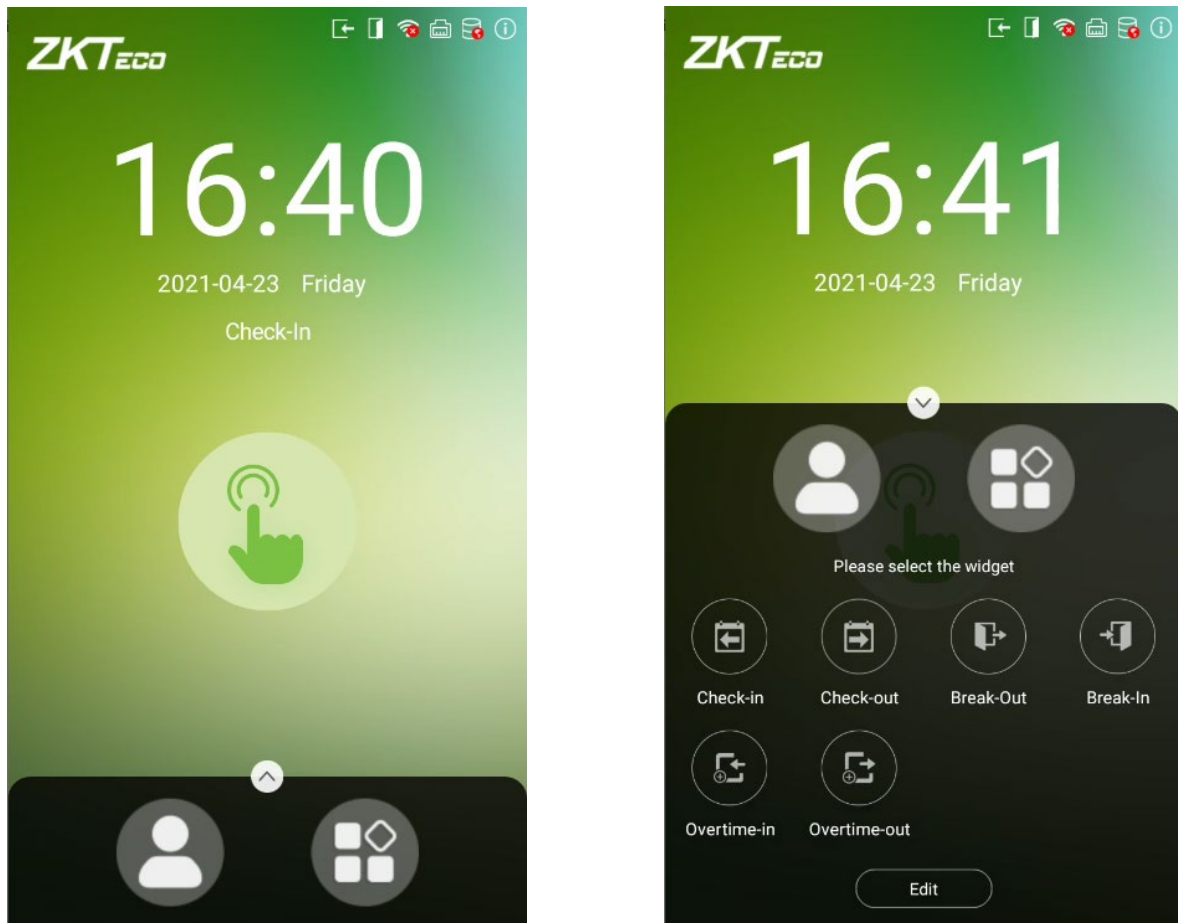 ZKTECO
16:40
2021-04-23 Friday
Check-In
ZKTECO
16:41
2021-04-23 Friday
Please select the widget
Check-in Check-out Break-Out Break-In
Overtime-in Overtime-out
Edit